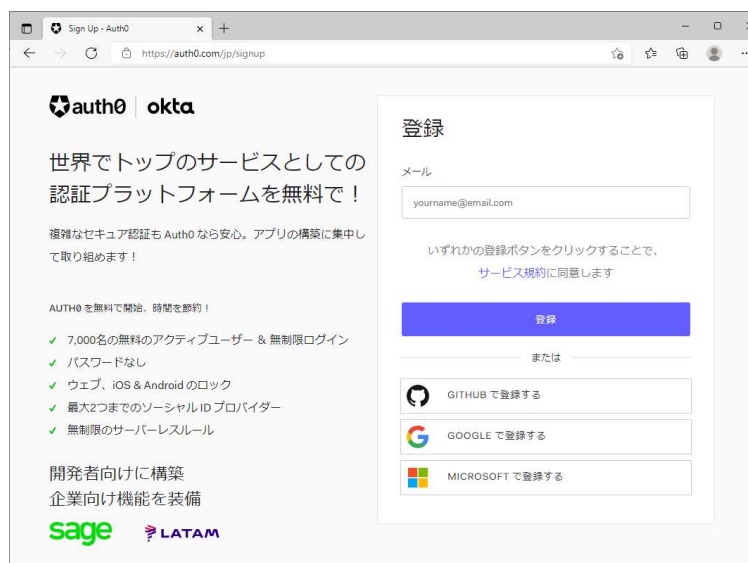 Sign Up - Auth0
https://auth0.com/jp/signup
auth0 okta
世界でトップのサービスとしての
認証プラットフォームを無料で！
複雑なセキュア認証も Auth0 なら安心。アプリの構築に集中し
て取り組めます！
AUTH0 を無料で開始、時間を節約！
7,000名の無料のアクティブユーザー & 無制限ログイン
パスワードなし
ウェブ、iOS & Android のロック
最大2つまでのソーシャル ID プロバイダー
無制限のサーバーレスルール
開発者向けに構築
企業向け機能を装備
sage LATAM
登録
メール
yourname@email.com
いずれかの登録ボタンをクリックすることで、
サービス規約に同意します
登録
または
GITHUB で登録する
GOOGLE で登録する
MICROSOFT で登録する